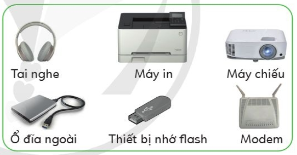 Tai nghe Máy in Máy chiếu
Ổ đĩa ngoài Thiết bị nhớ flash Modem